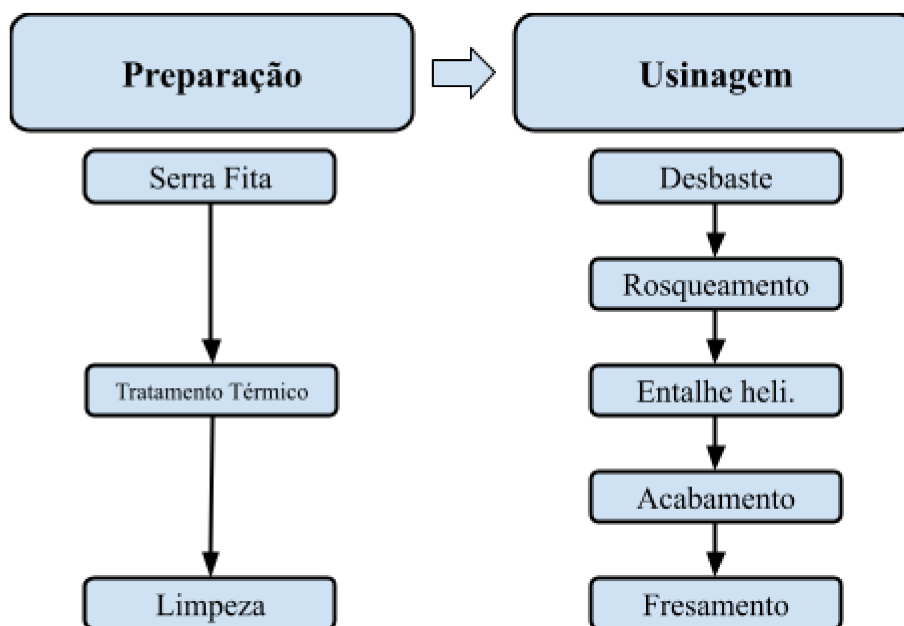 Preparação
Usinagem
Serra Fita
Desbaste
Rosqueamento
Tratamento Térmico
Entalhe heli.
Acabamento
Limpeza
Fresamento